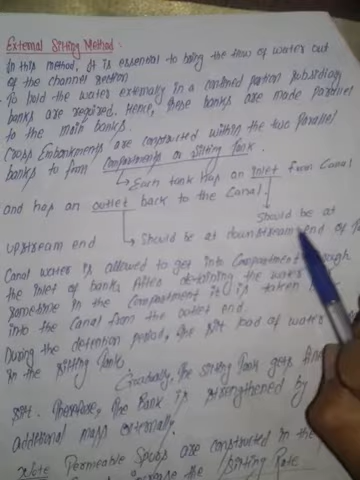 External Silting Method:
In this method, It is essential to bring the flow of water out
of the channel section
To hold the water externally in a confined portion subsidiary
banks are required. Hence, these banks are made parallel
to the main banks.
Cross Embankments are constructed within the two parallel
banks to form compartments or silting tank.
Each tank has an inlet from Canal
and has an outlet back to the Canal.
Should be at
upstream end Should be at downstream end of
Canal water is allowed to get into Compartment through
the inlet of banks. After detaining the water
sometime in the compartment it is taken
into the Canal from the outlet end.
During the detention period, the silt load of water
in the silting tank
Gradually, the silting tank gets
silt. Therefore, the bank is strengthened by
additional mass externally.
Note Permeable Spurs are constructed in the
the Silting Rate